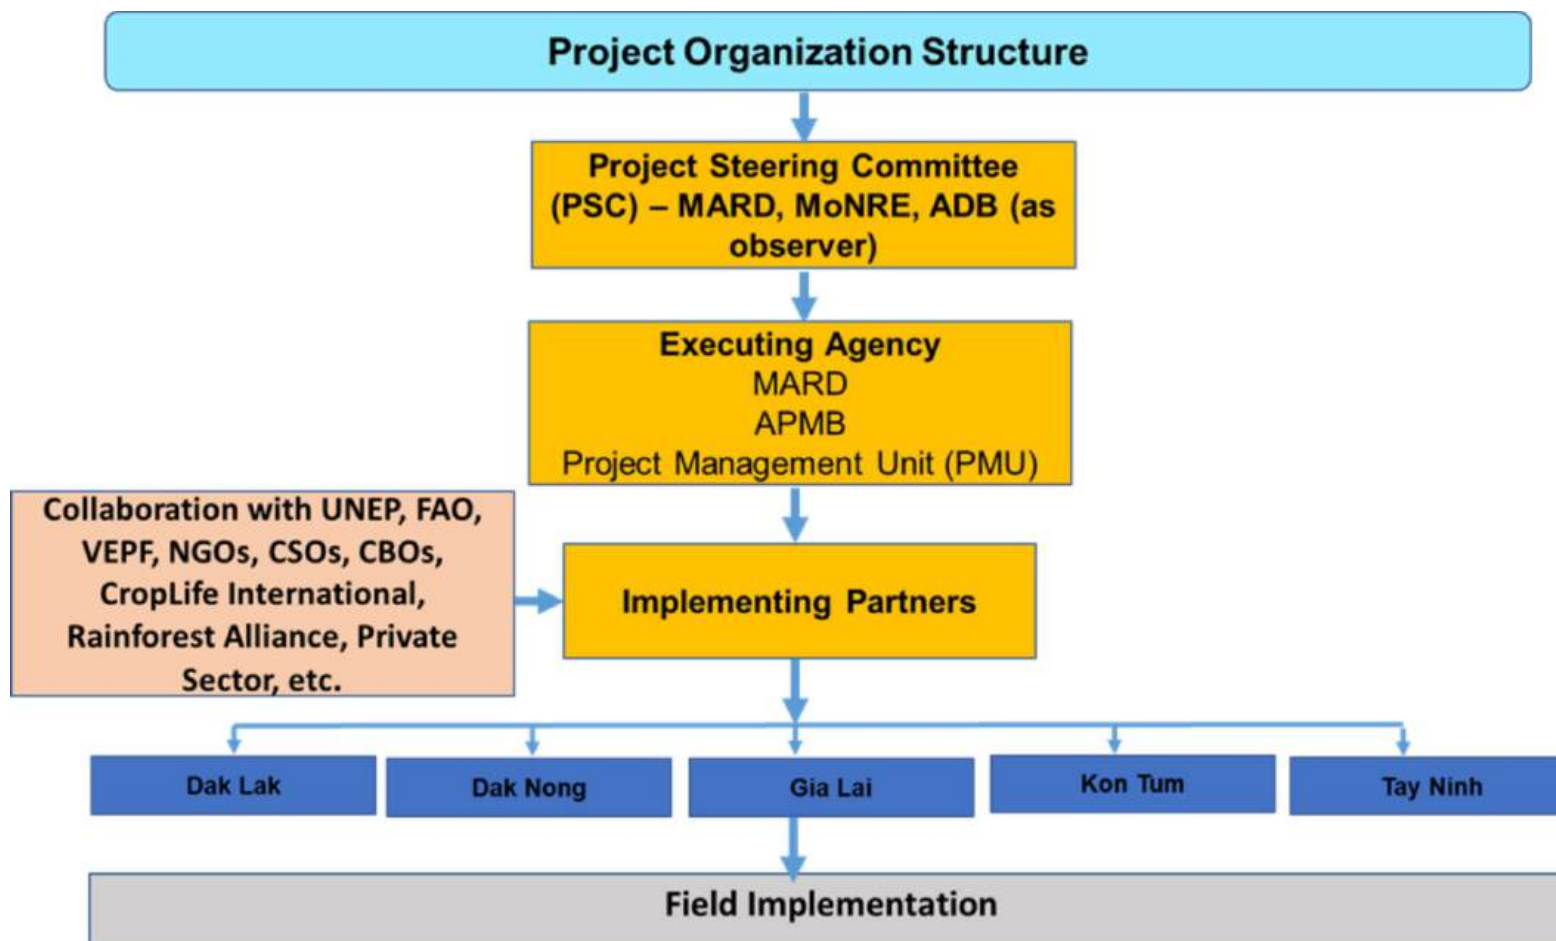 Project Organization Structure
Project Steering Committee
(PSC) – MARD, MoNRE, ADB (as
observer)
Executing Agency
MARD
APMB
Project Management Unit (PMU)
Collaboration with UNEP, FAO,
VEPF, NGOs, CSOs, CBOs,
CropLife International,
Rainforest Alliance, Private
Sector, etc.
Implementing Partners
Dak Lak
Dak Nong
Gia Lai
Kon Tum
Tay Ninh
Field Implementation